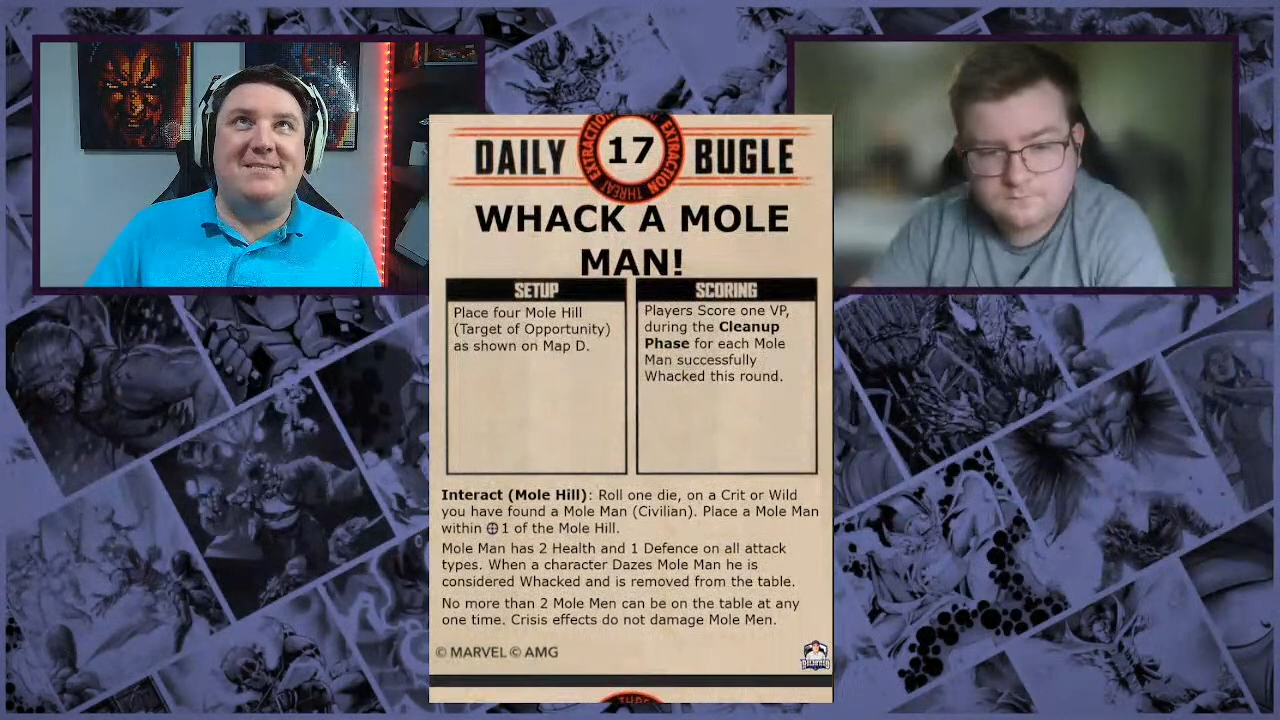 DAILY 17 BUGLE
EXTRACTION
THREAT EXTRACTION
WHACK A MOLE
MAN!
SETUP
Place four Mole Hill
(Target of Opportunity)
as shown on Map D.
SCORING
Players Score one VP,
during the Cleanup
Phase for each Mole
Man successfully
Whacked this round.
Interact (Mole Hill): Roll one die, on a Crit or Wild
you have found a Mole Man (Civilian). Place a Mole Man
within 1 of the Mole Hill.
Mole Man has 2 Health and 1 Defence on all attack
types. When a character Dazes Mole Man he is
considered Whacked and is removed from the table.
No more than 2 Mole Men can be on the table at any
one time. Crisis effects do not damage Mole Men.
© MARVEL © AMG